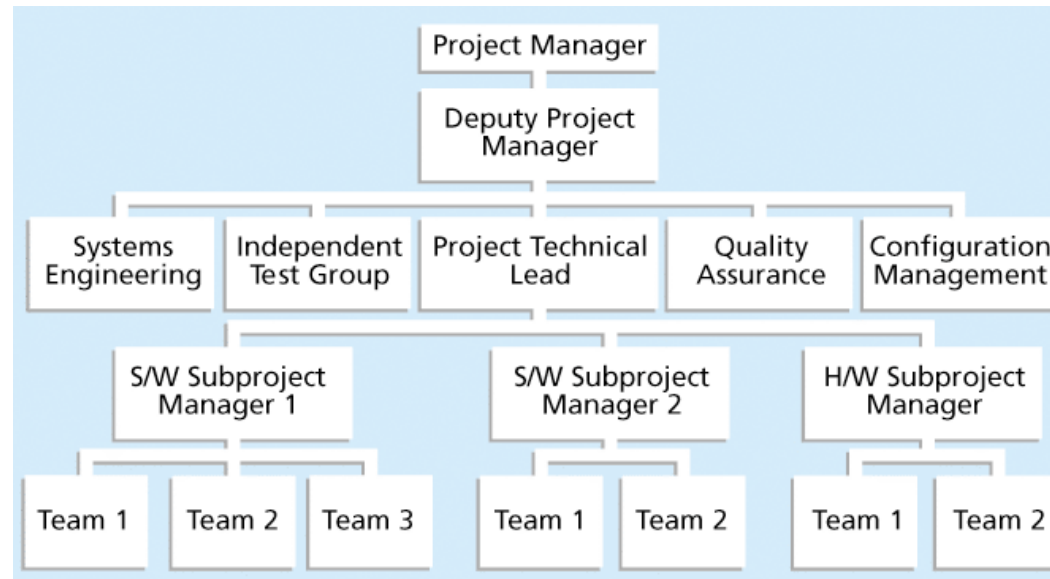 Project Manager
Deputy Project
Manager
Systems
Engineering
Independent
Test Group
Project Technical
Lead
Quality
Assurance
Configuration
Management
S/W Subproject
Manager 1
S/W Subproject
Manager 2
H/W Subproject
Manager
Team 1
Team 2
Team 3
Team 1
Team 2
Team 1
Team 2